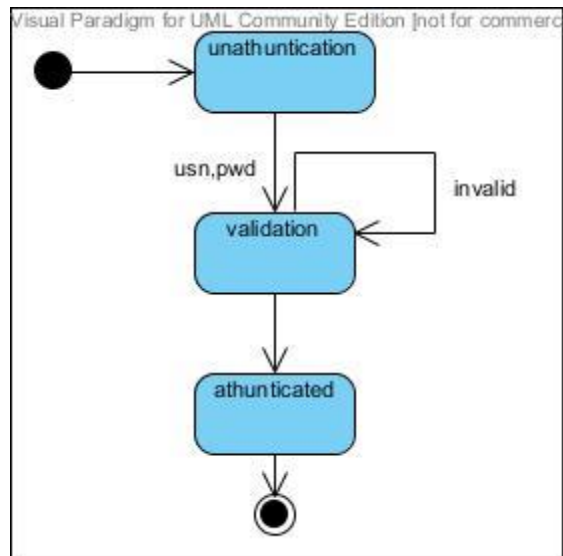 Visual Paradigm for UML Community Edition [not for commerc
unathuntication
usn,pwd
invalid
validation
athunticated